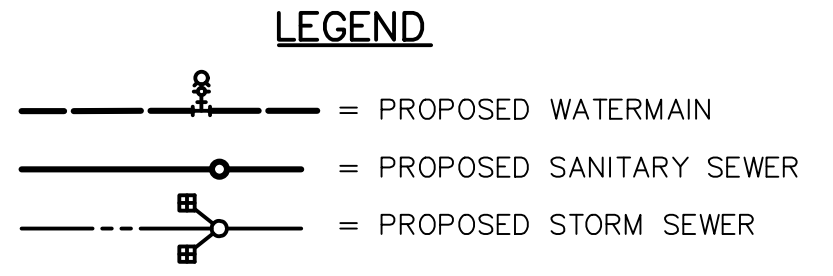 LEGEND
= PROPOSED WATERMAIN
= PROPOSED SANITARY SEWER
= PROPOSED STORM SEWER